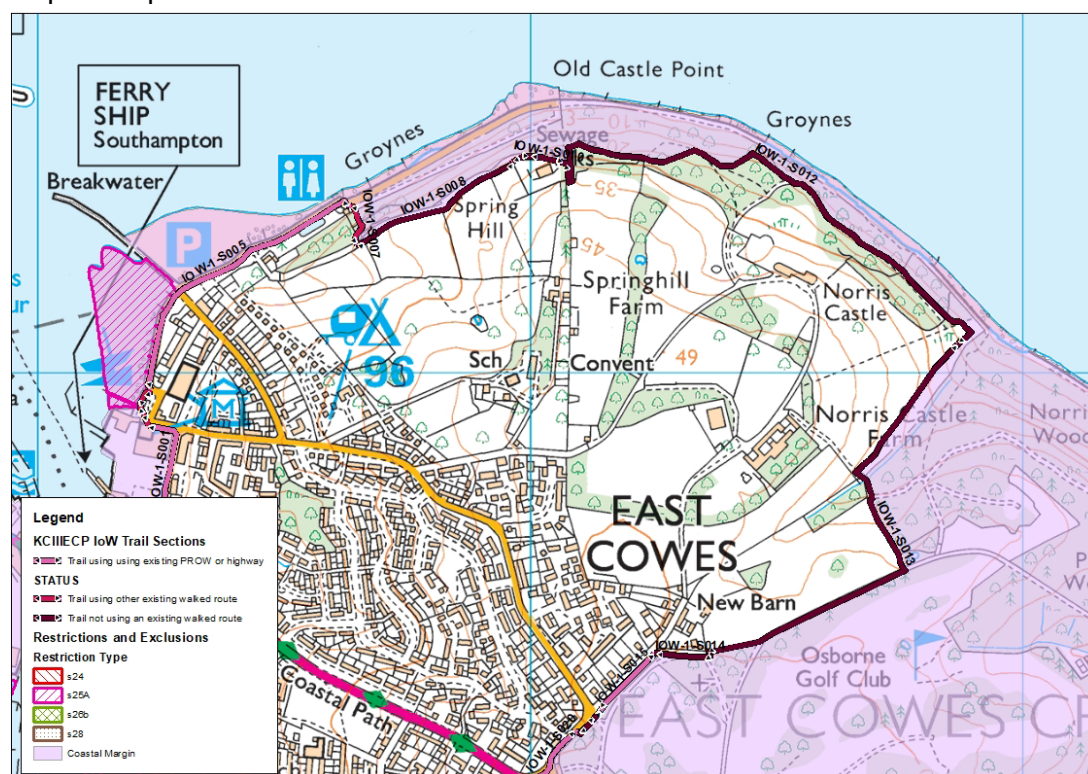 FERRY
SHIP
Southampton
Breakwater
P
Groynes
Old Castle Point
Groynes
Sewage
10
35
45
IOW-1-S005
IOW-1-S007
IOW-1-S008
IOW-1-S012
Spring
Hill
Springhill
Farm
Norris
Castle
49
Sch
Convent
96
M
Norris Castle
Farm
IOW-1-S001
IOW-1-S013
EAST
COWES
New Barn
IOW-1-S014
Osborne
Golf Club
Coastal Path
EAST COWES
Legend
KCIIIECP IoW Trail Sections
Trail using using existing PROW or highway
STATUS
Trail using other existing walked route
Trail not using an existing walked route
Restrictions and Exclusions
Restriction Type
s24
s25A
s26b
s28
Coastal Margin